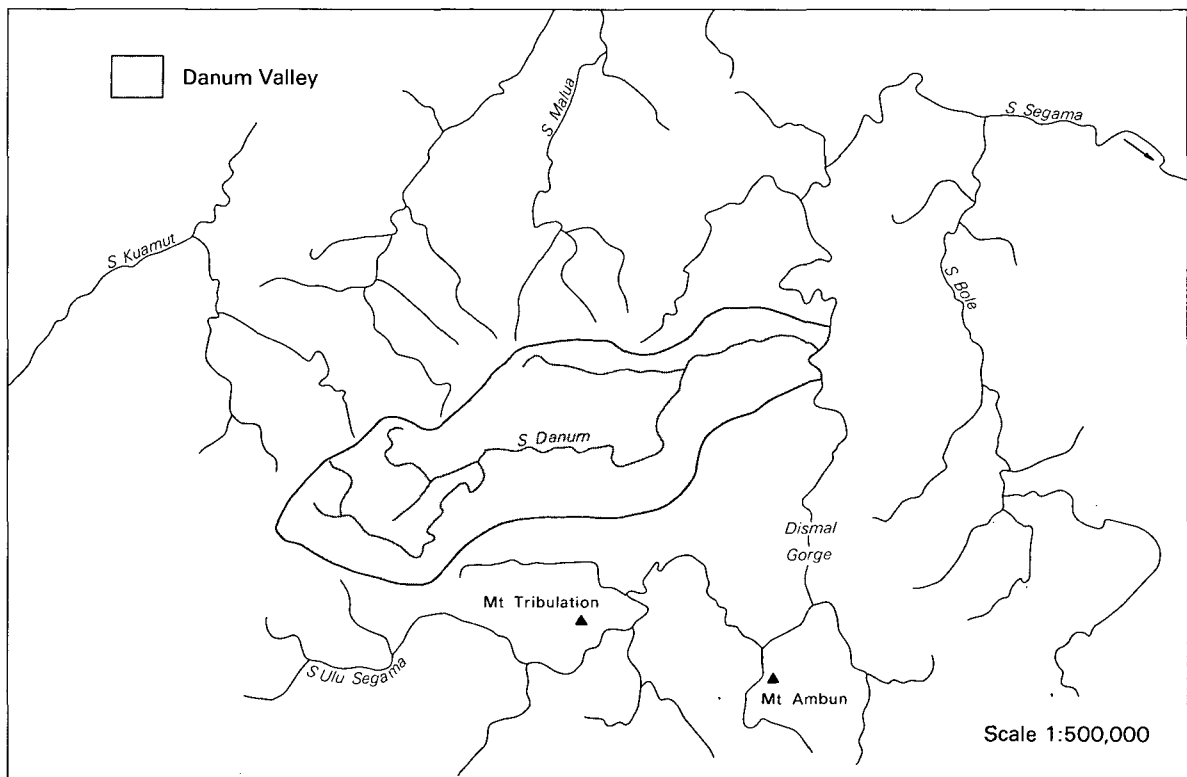 Danum Valley
S Malua
S Segama
S Kuamut
S Bole
S Danum
Dismal
Gorge
Mt Tribulation
S Ulu Segama
Mt Ambun
Scale 1:500,000